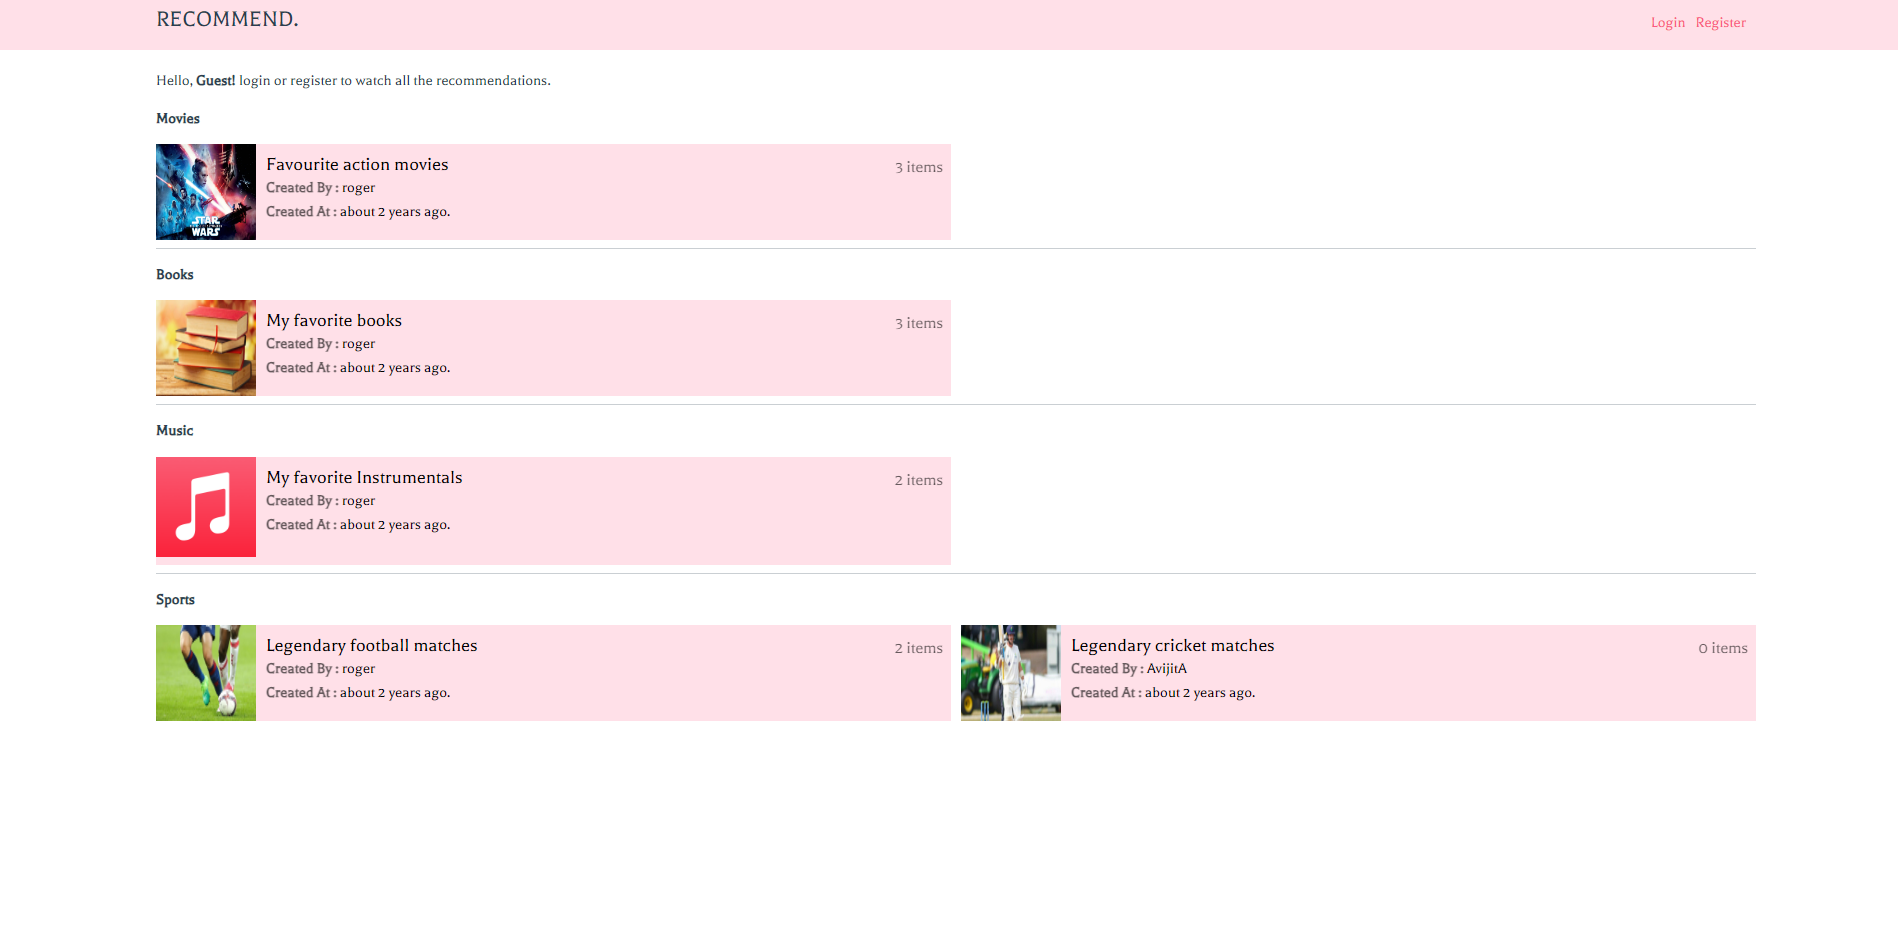 RECOMMEND.
Login Register
Hello, Guest! login or register to watch all the recommendations.
Movies
STAR
WARS
Favourite action movies
3 items
Created By : roger
Created At : about 2 years ago.
Books
My favorite books
3 items
Created By : roger
Created At : about 2 years ago.
Music
My favorite Instrumentals
2 items
Created By : roger
Created At : about 2 years ago.
Sports
Legendary football matches
2 items
Created By : roger
Created At : about 2 years ago.
Legendary cricket matches
0 items
Created By : AvijitA
Created At : about 2 years ago.